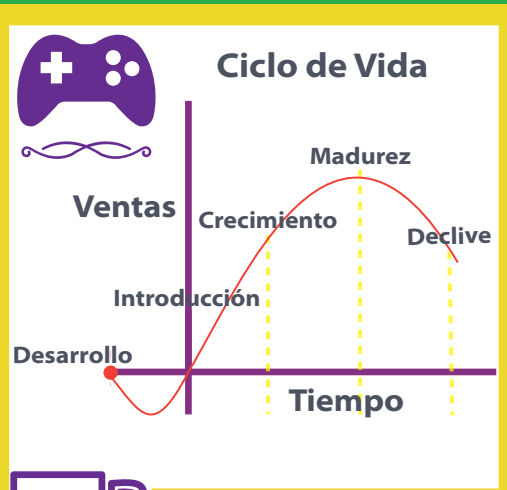 Ciclo de Vida
Madurez
Ventas
Crecimiento
Declive
Introducción
Desarrollo
Tiempo